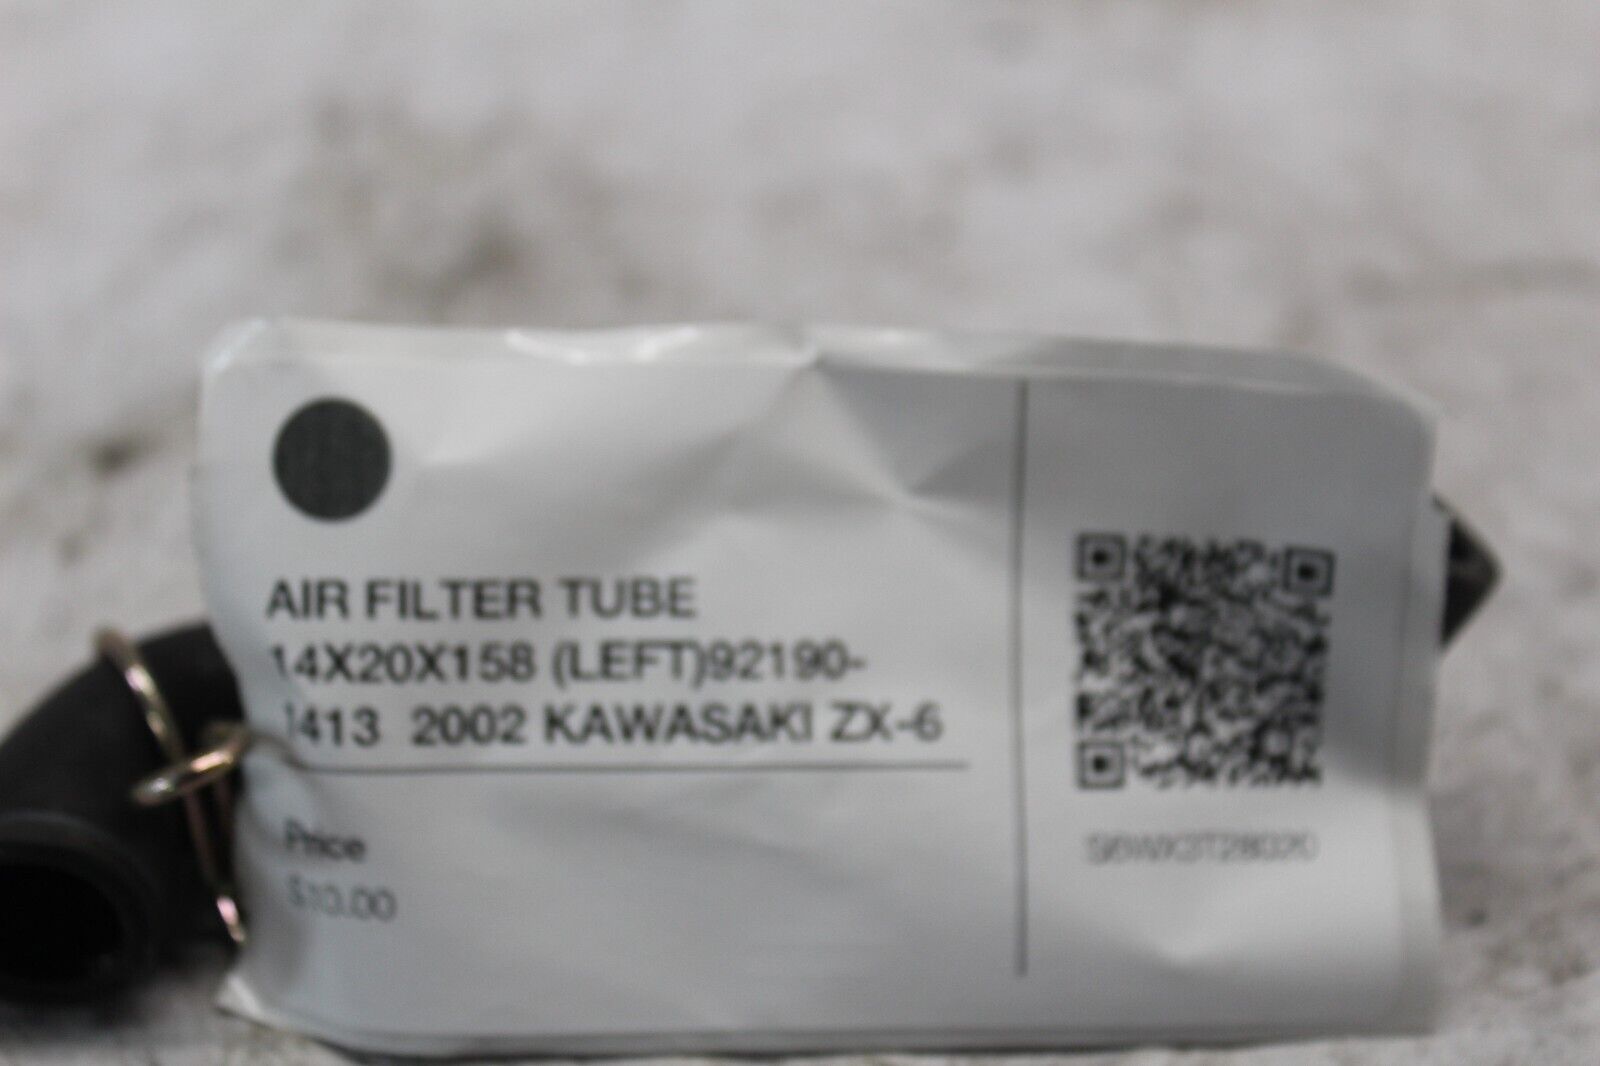 AIR FILTER TUBE
14X20X158 (LEFT)92190-
1413 2002 KAWASAKI ZX-6
Price
$10.00